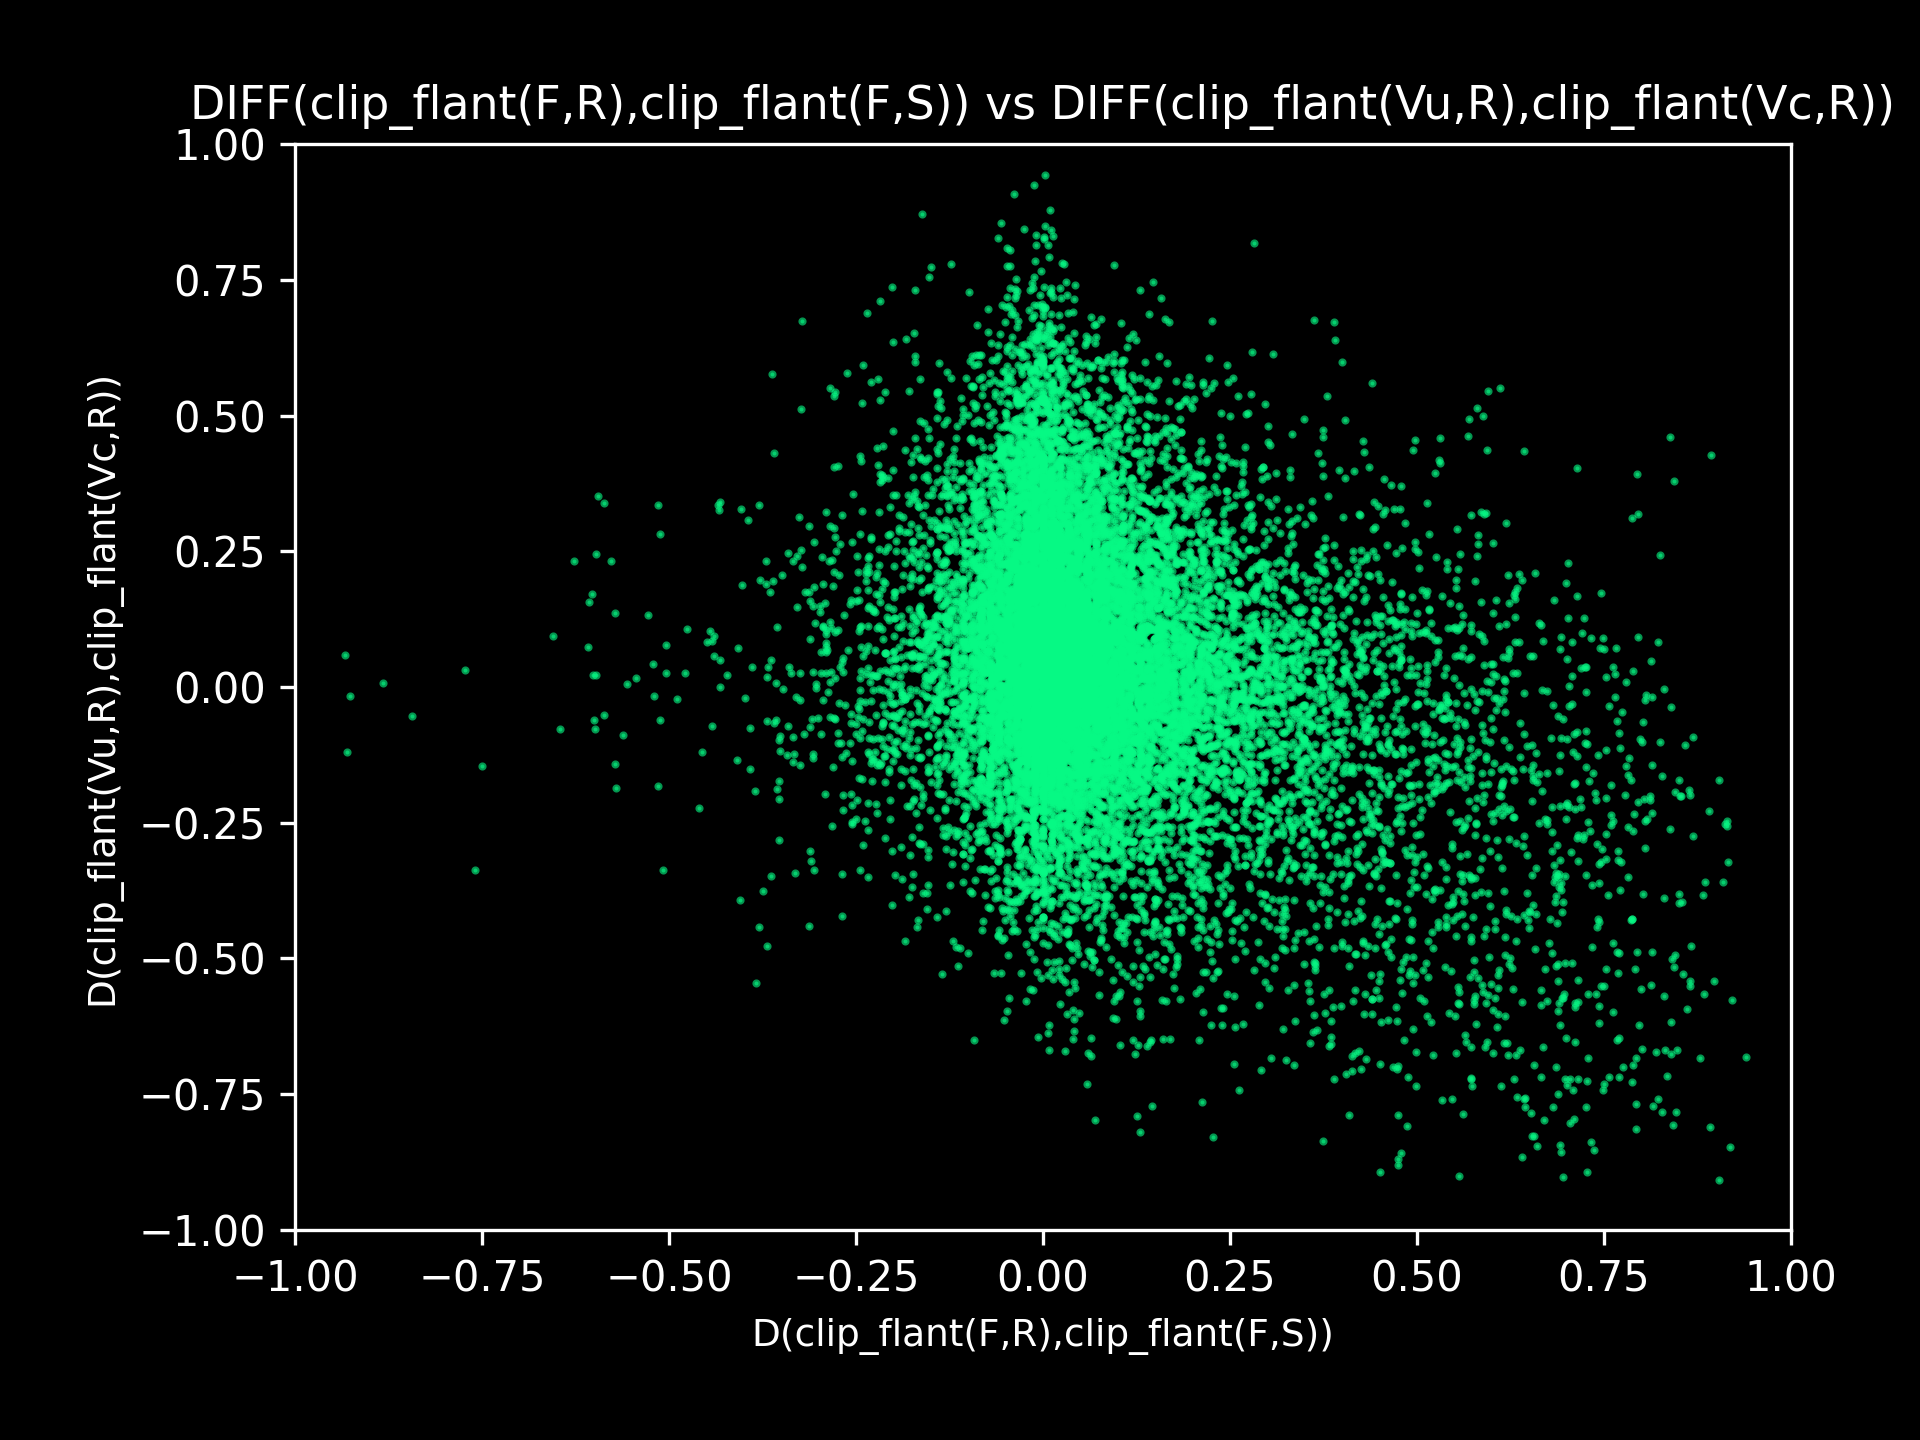 DIFF(clip_flant(F,R),clip_flant(F,S)) vs DIFF(clip_flant(Vu,R),clip_flant(Vc,R))
D(clip_flant(Vu,R),clip_flant(Vc,R))
1.00
0.75
0.50
0.25
0.00
−0.25
−0.50
−0.75
−1.00
−1.00 −0.75 −0.50 −0.25 0.00 0.25 0.50 0.75 1.00
D(clip_flant(F,R),clip_flant(F,S))